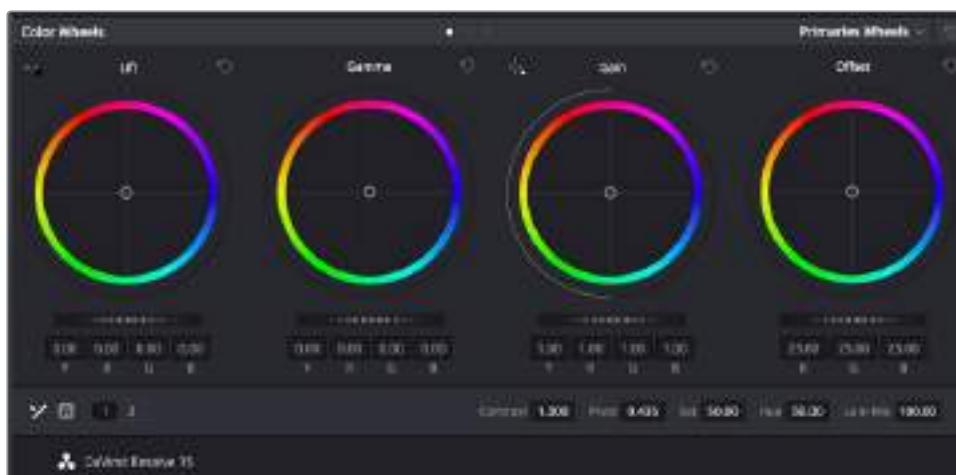 Color Wheels Primaries Wheels
Lift Gamma Gain Offset
0.00 0.00 0.00 0.00 0.00 0.00 0.00 0.00 1.00 1.00 1.00 1.00 25.00 25.00 25.00
Y R G B Y R G B Y R G B R G B
1 2 Contrast 1.000 Pivot 0.435 Sat 50.00 Hue 50.00 Lum Mix 100.00
DaVinci Resolve 15